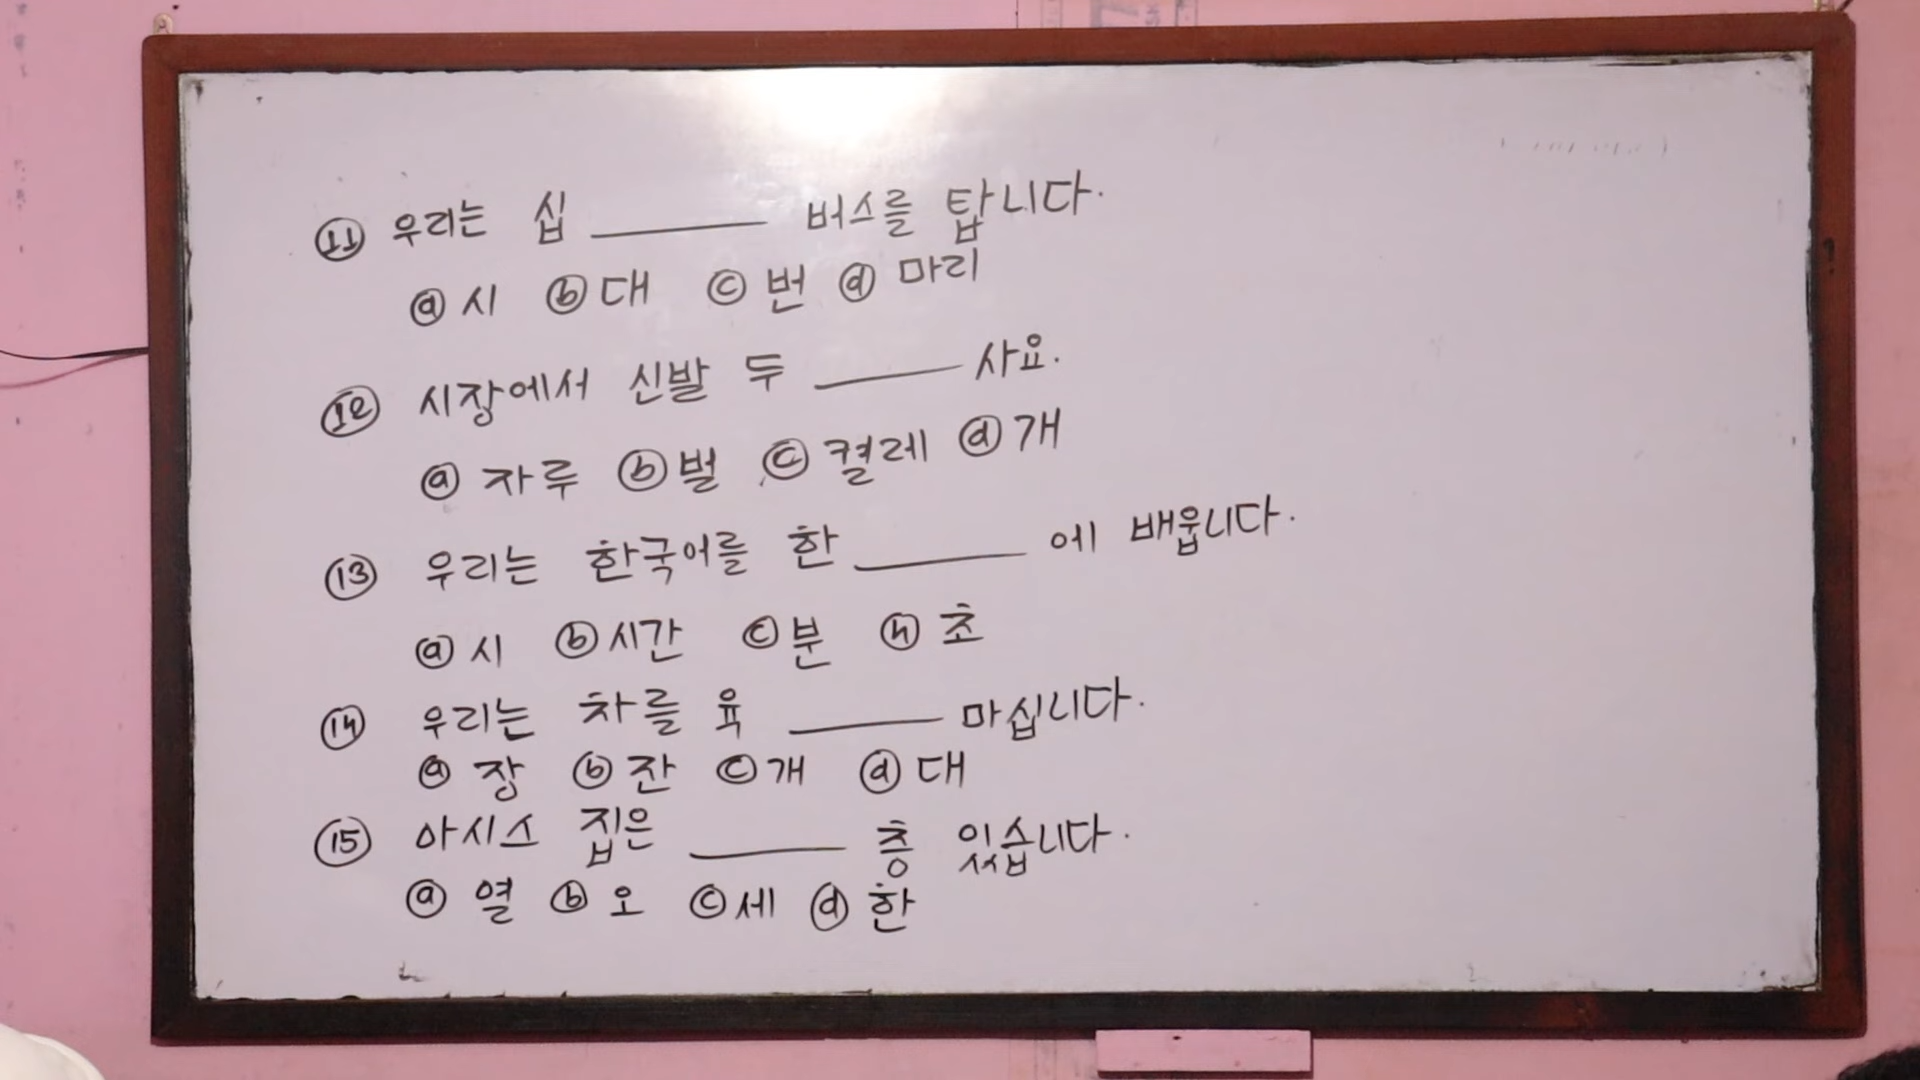 ⑪ 우리는 십 ______ 버스를 탑니다.
ⓐ 시 ⓑ 대 ⓒ 번 ⓓ 마리
⑫ 시장에서 신발 두 ______ 사요.
ⓐ 자루 ⓑ 벌 ⓒ 켤레 ⓓ 개
⑬ 우리는 한국어를 한 ______ 에 배웁니다.
ⓐ 시 ⓑ 시간 ⓒ 분 ⓓ 초
⑭ 우리는 차를 육 ______ 마십니다.
ⓐ 장 ⓑ 잔 ⓒ 개 ⓓ 대
⑮ 아시스 집은 ______ 층 있습니다.
ⓐ 열 ⓑ 오 ⓒ 세 ⓓ 한